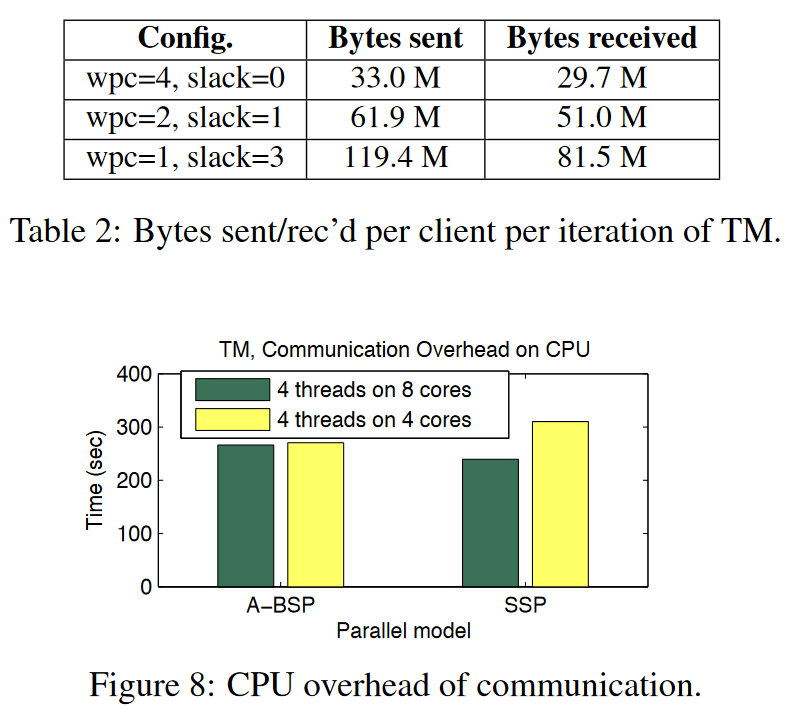 Config. Bytes sent Bytes received
wpc=4, slack=0 33.0 M 29.7 M
wpc=2, slack=1 61.9 M 51.0 M
wpc=1, slack=3 119.4 M 81.5 M
Table 2: Bytes sent/rec’d per client per iteration of TM.
TM, Communication Overhead on CPU
400
4 threads on 8 cores
4 threads on 4 cores
300
200
100
0
Time (sec)
A−BSP SSP
Parallel model
Figure 8: CPU overhead of communication.